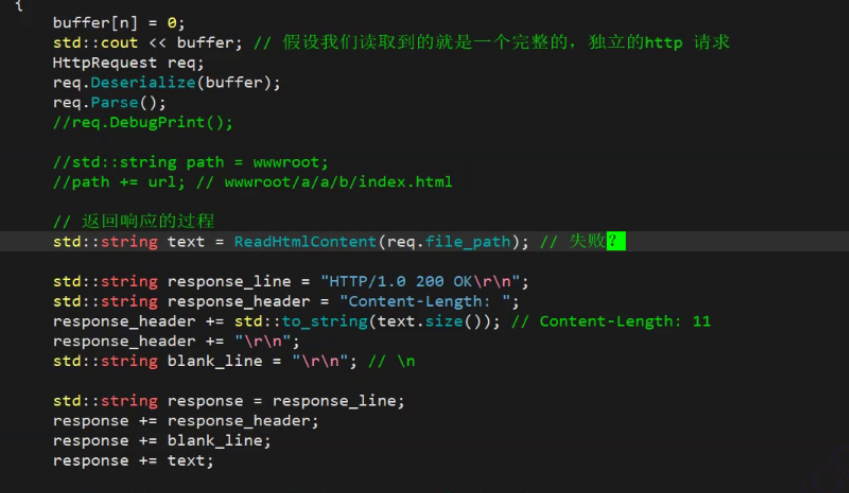 {
buffer[n] = 0;
std::cout << buffer; // 假设我们读取到的就是一个完整的，独立的http 请求
HttpRequest req;
req.Deserialize(buffer);
req.Parse();
//req.DebugPrint();
//std::string path = wwwroot;
//path += url; // wwwroot/a/a/b/index.html
// 返回响应的过程
std::string text = ReadHtmlContent(req.file_path); // 失败？
std::string response_line = "HTTP/1.0 200 OK\r\n";
std::string response_header = "Content-Length: ";
response_header += std::to_string(text.size()); // Content-Length: 11
response_header += "\r\n";
std::string blank_line = "\r\n"; // \n
std::string response = response_line;
response += response_header;
response += blank_line;
response += text;